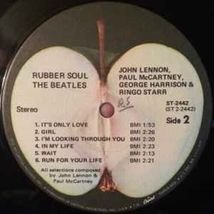 RUBBER SOUL
THE BEATLES
JOHN LENNON,
PAUL McCARTNEY,
GEORGE HARRISON &
RINGO STARR
Stereo
ST-2442
(ST 2-2442)
Side 2
1. IT'S ONLY LOVE BMI 1:53
2. GIRL BMI 2:26
3. I'M LOOKING THROUGH YOU BMI 2:20
4. IN MY LIFE BMI 2:23
5. WAIT BMI 2:13
6. RUN FOR YOUR LIFE BMI 2:21
All selections composed
by John Lennon &
Paul McCartney